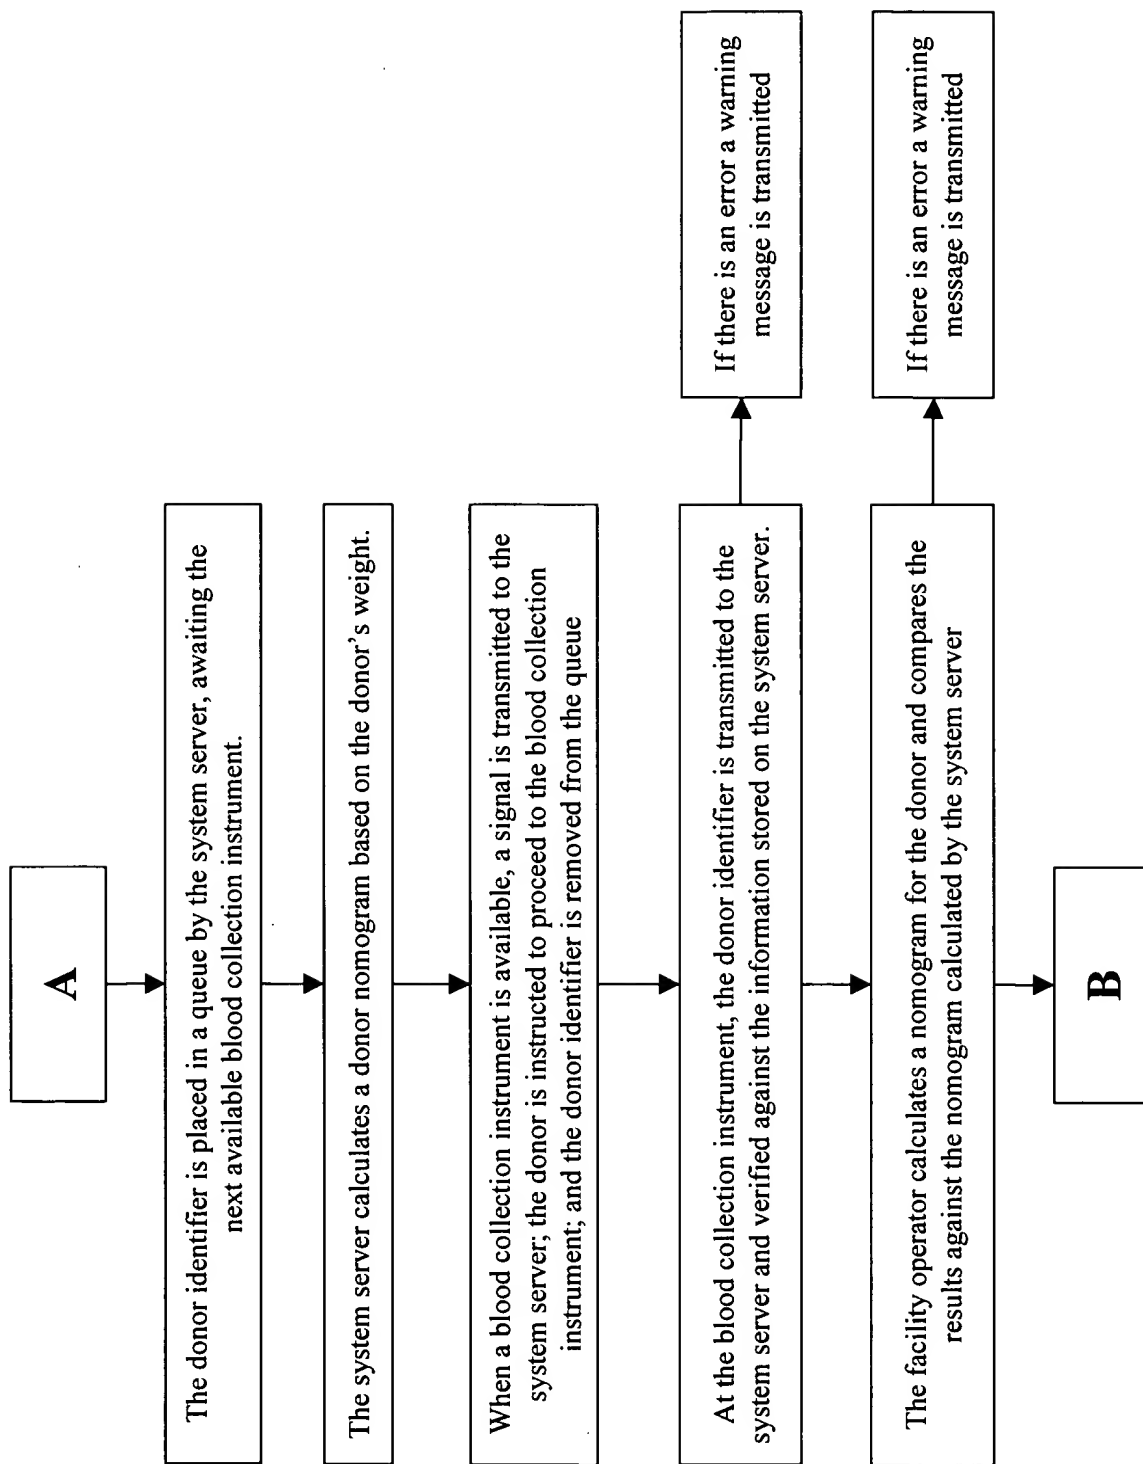 A
The donor identifier is placed in a queue by the system server, awaiting the
next available blood collection instrument.
The system server calculates a donor nomogram based on the donor’s weight.
When a blood collection instrument is available, a signal is transmitted to the
system server; the donor is instructed to proceed to the blood collection
instrument; and the donor identifier is removed from the queue
At the blood collection instrument, the donor identifier is transmitted to the
system server and verified against the information stored on the system server.
If there is an error a warning
message is transmitted
The facility operator calculates a nomogram for the donor and compares the
results against the nomogram calculated by the system server
If there is an error a warning
message is transmitted
B